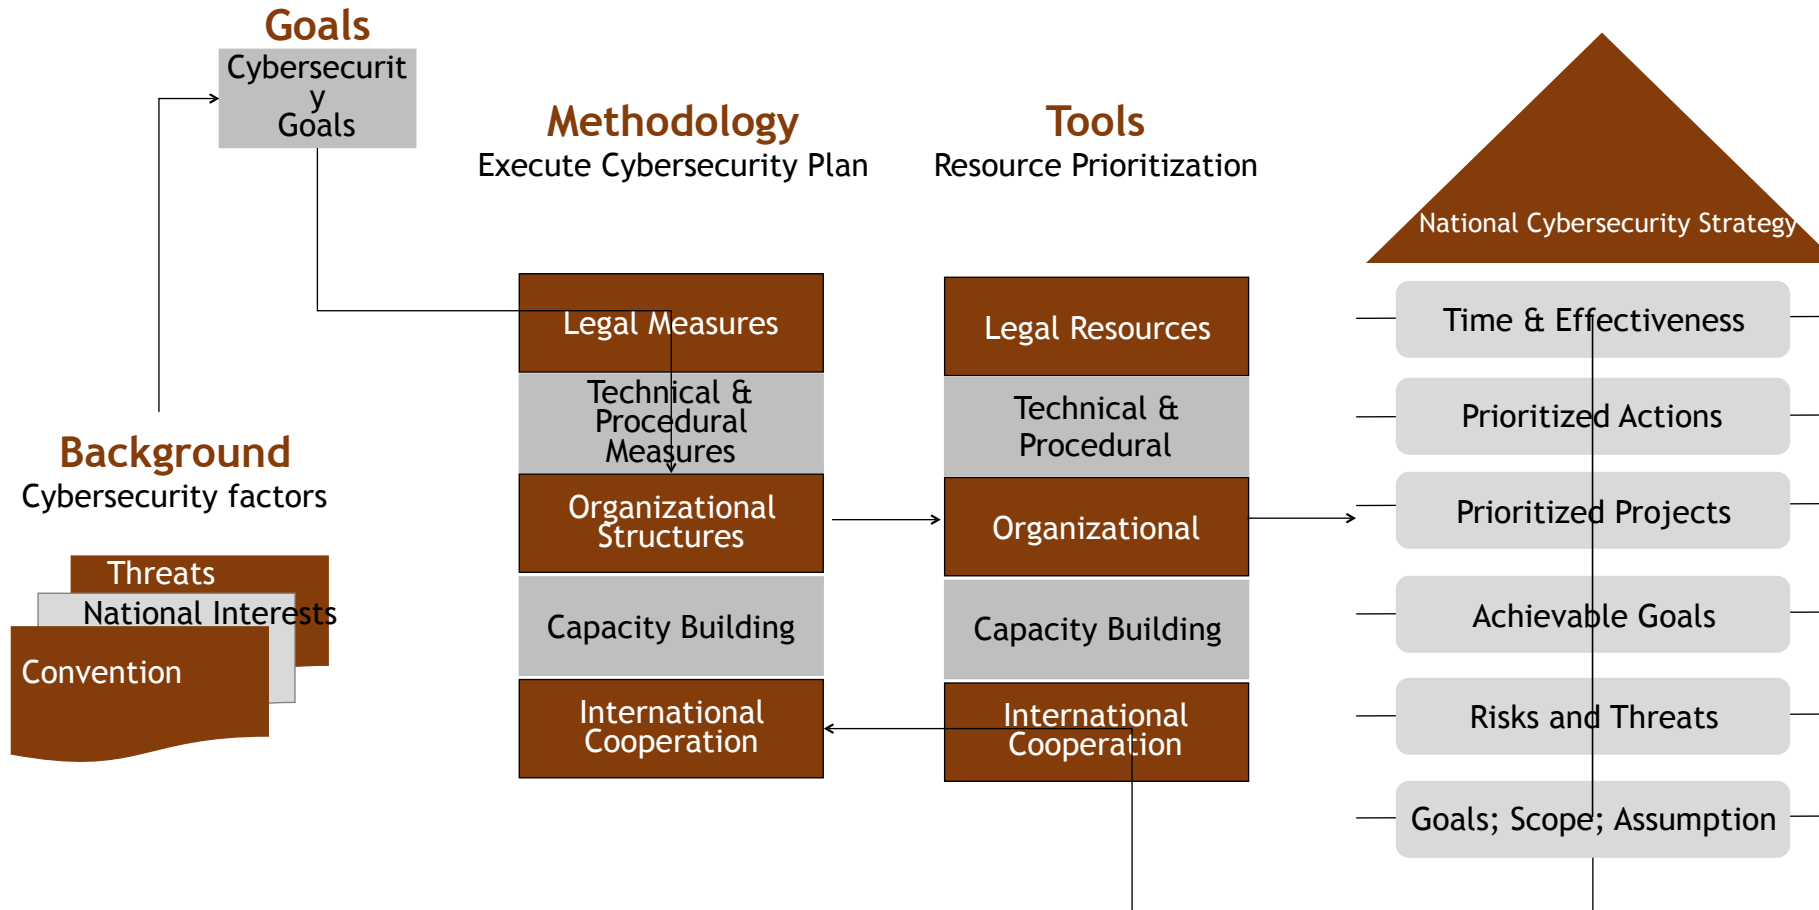 Goals
Cybersecurit
y
Goals
Background
Cybersecurity factors
Threats
National Interests
Convention
Methodology
Execute Cybersecurity Plan
Legal Measures
Technical &
Procedural
Measures
Organizational
Structures
Capacity Building
International
Cooperation
Tools
Resource Prioritization
Legal Resources
Technical &
Procedural
Organizational
Capacity Building
International
Cooperation
National Cybersecurity Strategy
Time & Effectiveness
Prioritized Actions
Prioritized Projects
Achievable Goals
Risks and Threats
Goals; Scope; Assumption